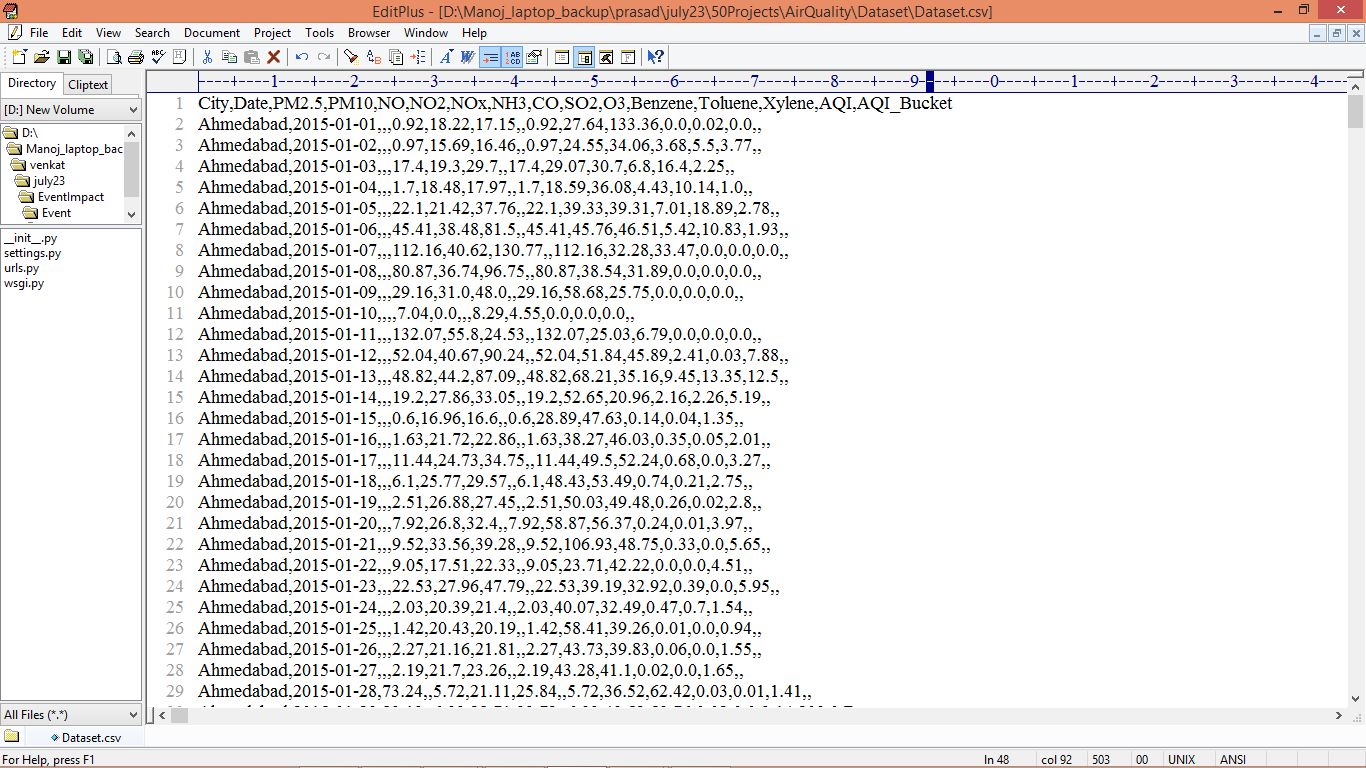 EditPlus - [D:\Manoj_laptop_backup\prasad\july23\50Projects\AirQuality\Dataset\Dataset.csv]
File Edit View Search Document Project Tools Browser Window Help
Directory Cliptext
[D:] New Volume
D:\
Manoj_laptop_bac
venkat
july23
EventImpact
Event
__init__.py
settings.py
urls.py
wsgi.py
All Files (*.*)
----+----1----+----2----+----3----+----4----+----5----+----6----+----7----+----8----+----9----+----0----+----1----+----2----+----3----+----4--
1 City,Date,PM2.5,PM10,NO,NO2,NOx,NH3,CO,SO2,O3,Benzene,Toluene,Xylene,AQI,AQI_Bucket
2 Ahmedabad,2015-01-01,,,0.92,18.22,17.15,,0.92,27.64,133.36,0.0,0.02,0.0,,
3 Ahmedabad,2015-01-02,,,0.97,15.69,16.46,,0.97,24.55,34.06,3.68,5.5,3.77,,
4 Ahmedabad,2015-01-03,,,17.4,19.3,29.7,,17.4,29.07,30.7,6.8,16.4,2.25,,
5 Ahmedabad,2015-01-04,,,1.7,18.48,17.97,,1.7,18.59,36.08,4.43,10.14,1.0,,
6 Ahmedabad,2015-01-05,,,22.1,21.42,37.76,,22.1,39.33,39.31,7.01,18.89,2.78,,
7 Ahmedabad,2015-01-06,,,45.41,38.48,81.5,,45.41,45.76,46.51,5.42,10.83,1.93,,
8 Ahmedabad,2015-01-07,,,112.16,40.62,130.77,,112.16,32.28,33.47,0.0,0.0,0.0,,
9 Ahmedabad,2015-01-08,,,80.87,36.74,96.75,,80.87,38.54,31.89,0.0,0.0,0.0,,
10 Ahmedabad,2015-01-09,,,29.16,31.0,48.0,,29.16,58.68,25.75,0.0,0.0,0.0,,
11 Ahmedabad,2015-01-10,,,,7.04,0.0,,,8.29,4.55,0.0,0.0,0.0,,
12 Ahmedabad,2015-01-11,,,132.07,55.8,24.53,,132.07,25.03,6.79,0.0,0.0,0.0,,
13 Ahmedabad,2015-01-12,,,52.04,40.67,90.24,,52.04,51.84,45.89,2.41,0.03,7.88,,
14 Ahmedabad,2015-01-13,,,48.82,44.2,87.09,,48.82,68.21,35.16,9.45,13.35,12.5,,
15 Ahmedabad,2015-01-14,,,19.2,27.86,33.05,,19.2,52.65,20.96,2.16,2.26,5.19,,
16 Ahmedabad,2015-01-15,,,0.6,16.96,16.6,,0.6,28.89,47.63,0.14,0.04,1.35,,
17 Ahmedabad,2015-01-16,,,1.63,21.72,22.86,,1.63,38.27,46.03,0.35,0.05,2.01,,
18 Ahmedabad,2015-01-17,,,11.44,24.73,34.75,,11.44,49.5,52.24,0.68,0.0,3.27,,
19 Ahmedabad,2015-01-18,,,6.1,25.77,29.57,,6.1,48.43,53.49,0.74,0.21,2.75,,
20 Ahmedabad,2015-01-19,,,2.51,26.88,27.45,,2.51,50.03,49.48,0.26,0.02,2.8,,
21 Ahmedabad,2015-01-20,,,7.92,26.8,32.4,,7.92,58.87,56.37,0.24,0.01,3.97,,
22 Ahmedabad,2015-01-21,,,9.52,33.56,39.28,,9.52,106.93,48.75,0.33,0.0,5.65,,
23 Ahmedabad,2015-01-22,,,9.05,17.51,22.33,,9.05,23.71,42.22,0.0,0.0,4.51,,
24 Ahmedabad,2015-01-23,,,22.53,27.96,47.79,,22.53,39.19,32.92,0.39,0.0,5.95,,
25 Ahmedabad,2015-01-24,,,2.03,20.39,21.4,,2.03,40.07,32.49,0.47,0.7,1.54,,
26 Ahmedabad,2015-01-25,,,1.42,20.43,20.19,,1.42,58.41,39.26,0.01,0.0,0.94,,
27 Ahmedabad,2015-01-26,,,2.27,21.16,21.81,,2.27,43.73,39.83,0.06,0.0,1.55,,
28 Ahmedabad,2015-01-27,,,2.19,21.7,23.26,,2.19,43.28,41.1,0.02,0.0,1.65,,
29 Ahmedabad,2015-01-28,73.24,,5.72,21.11,25.84,,5.72,36.52,62.42,0.03,0.01,1.41,,
Dataset.csv
For Help, press F1 ln 48 col 92 503 00 UNIX ANSI